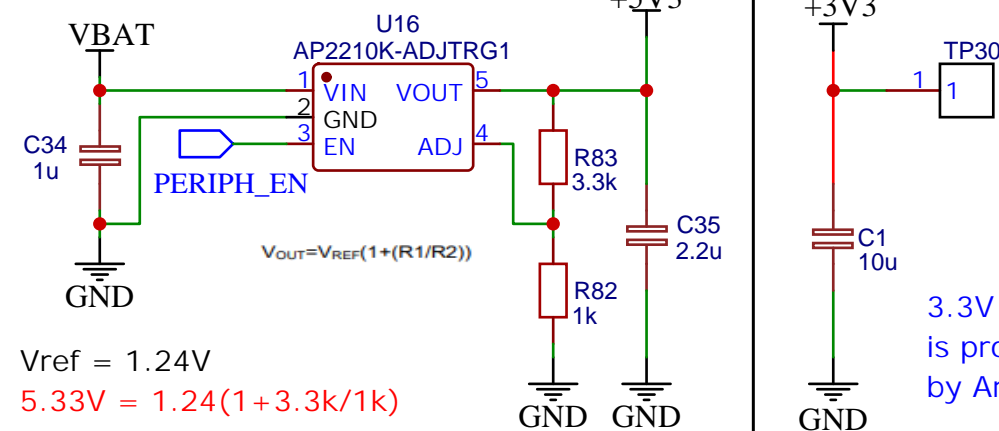 VBAT
U16
AP2210K-ADJTRG1
1
VIN
VOUT
5
2
GND
3
EN
ADJ
4
C34
1u
PERIPH_EN
GND
R83
3.3k
VOUT=VREF(1+(R1/R2))
R82
1k
C35
2.2u
GND
GND
Vref = 1.24V
5.33V = 1.24(1+3.3k/1k)
+3V3
TP30
1
1
C1
10u
GND
3.3V
is
by